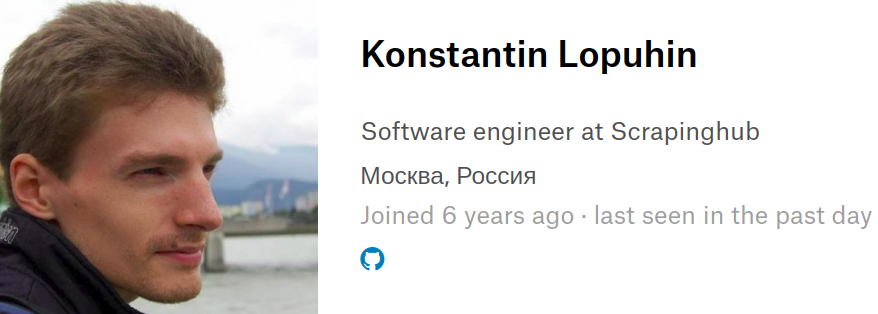 Konstantin Lopuhin
Software engineer at Scrapinghub
Москва, Россия
Joined 6 years ago · last seen in the past day